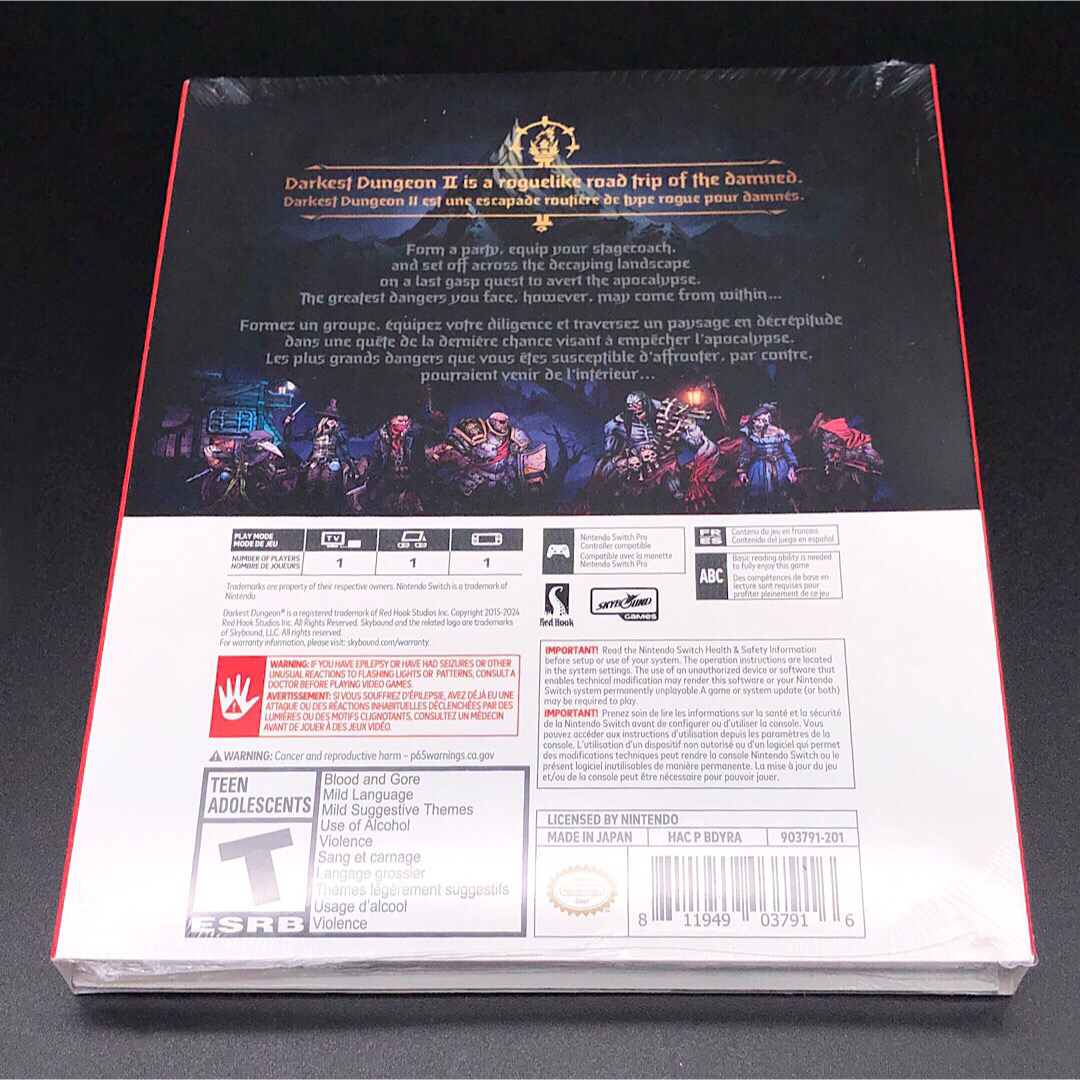 Darkest Dungeon II is a roguelike road trip of the damned.
Darkest Dungeon II est une escapade routière de type rogue pour damnés.
Form a party, equip your stagecoach,
and set off across the decaying landscape
on a last gasp quest to avert the apocalypse.
The greatest dangers you face, however, may come from within...
Formez un groupe, équipez votre diligence et traversez un paysage en décrépitude
dans une quête de la dernière chance visant à empêcher l'apocalypse.
Les plus grands dangers que vous êtes susceptible d'affronter, par contre,
pourraient venir de l'intérieur...
PLAY MODE
MODE DE JEU
TV
NUMBER OF PLAYERS
NOMBRE DE JOUEURS
1 1 1
Trademarks are property of their respective owners. Nintendo Switch is a trademark of
Nintendo.
Darkest Dungeon® is a registered trademark of Red Hook Studios Inc. Copyright 2015-2024
Red Hook Studios Inc. All Rights Reserved. Skybound and the related logo are trademarks
of Skybound, LLC. All rights reserved.
For warranty information, please visit: skybound.com/warranty.
WARNING: IF YOU HAVE EPILEPSY OR HAVE HAD SEIZURES OR OTHER
UNUSUAL REACTIONS TO FLASHING LIGHTS OR PATTERNS, CONSULT A
DOCTOR BEFORE PLAYING VIDEO GAMES.
AVERTISSEMENT: SI VOUS SOUFFREZ D'ÉPILEPSIE, AVEZ DÉJÀ EU UNE
ATTAQUE OU DES RÉACTIONS INHABITUELLES DÉCLENCHÉES PAR DES
LUMIÈRES OU DES MOTIFS CLIGNOTANTS, CONSULTEZ UN MÉDECIN
AVANT DE JOUER À DES JEUX VIDÉO.
WARNING: Cancer and reproductive harm – p65warnings.ca.gov
TEEN
ADOLESCENTS
T
ESRB
Blood and Gore
Mild Language
Mild Suggestive Themes
Use of Alcohol
Violence
Sang et carnage
Langage grossier
Thèmes légèrement suggestifs
Usage d'alcool
Violence
Nintendo Switch Pro
Controller compatible
Compatible avec la manette
Nintendo Switch Pro
FR
ES
Contenu du jeu en français
Contenido del juego en español
ABC
Basic reading ability is needed
to fully enjoy this game
Des compétences de base en
lecture sont requises pour
profiter pleinement de ce jeu
Red Hook
SKYBOUND
GAMES
IMPORTANT! Read the Nintendo Switch Health & Safety Information
before setup or use of your system. The operation instructions are located
in the system settings. The use of an unauthorized device or software that
enables technical modification may render this software or your Nintendo
Switch system permanently unplayable.A game or system update (or both)
may be required to play.
IMPORTANT! Prenez soin de lire les informations sur la santé et la sécurité
de la Nintendo Switch avant de configurer ou d'utiliser la console. Vous
pouvez accéder aux instructions d'utilisation depuis les paramètres de la
console. L'utilisation d'un dispositif non autorisé ou d'un logiciel qui permet
des modifications techniques peut rendre la console Nintendo Switch ou le
présent logiciel inutilisables de manière permanente. La mise à jour du jeu
et/ou de la console peut être nécessaire pour pouvoir jouer.
LICENSED BY NINTENDO
MADE IN JAPAN HAC P BDYRA 903791-201
Nintendo
Seal
8 11949 03791 6